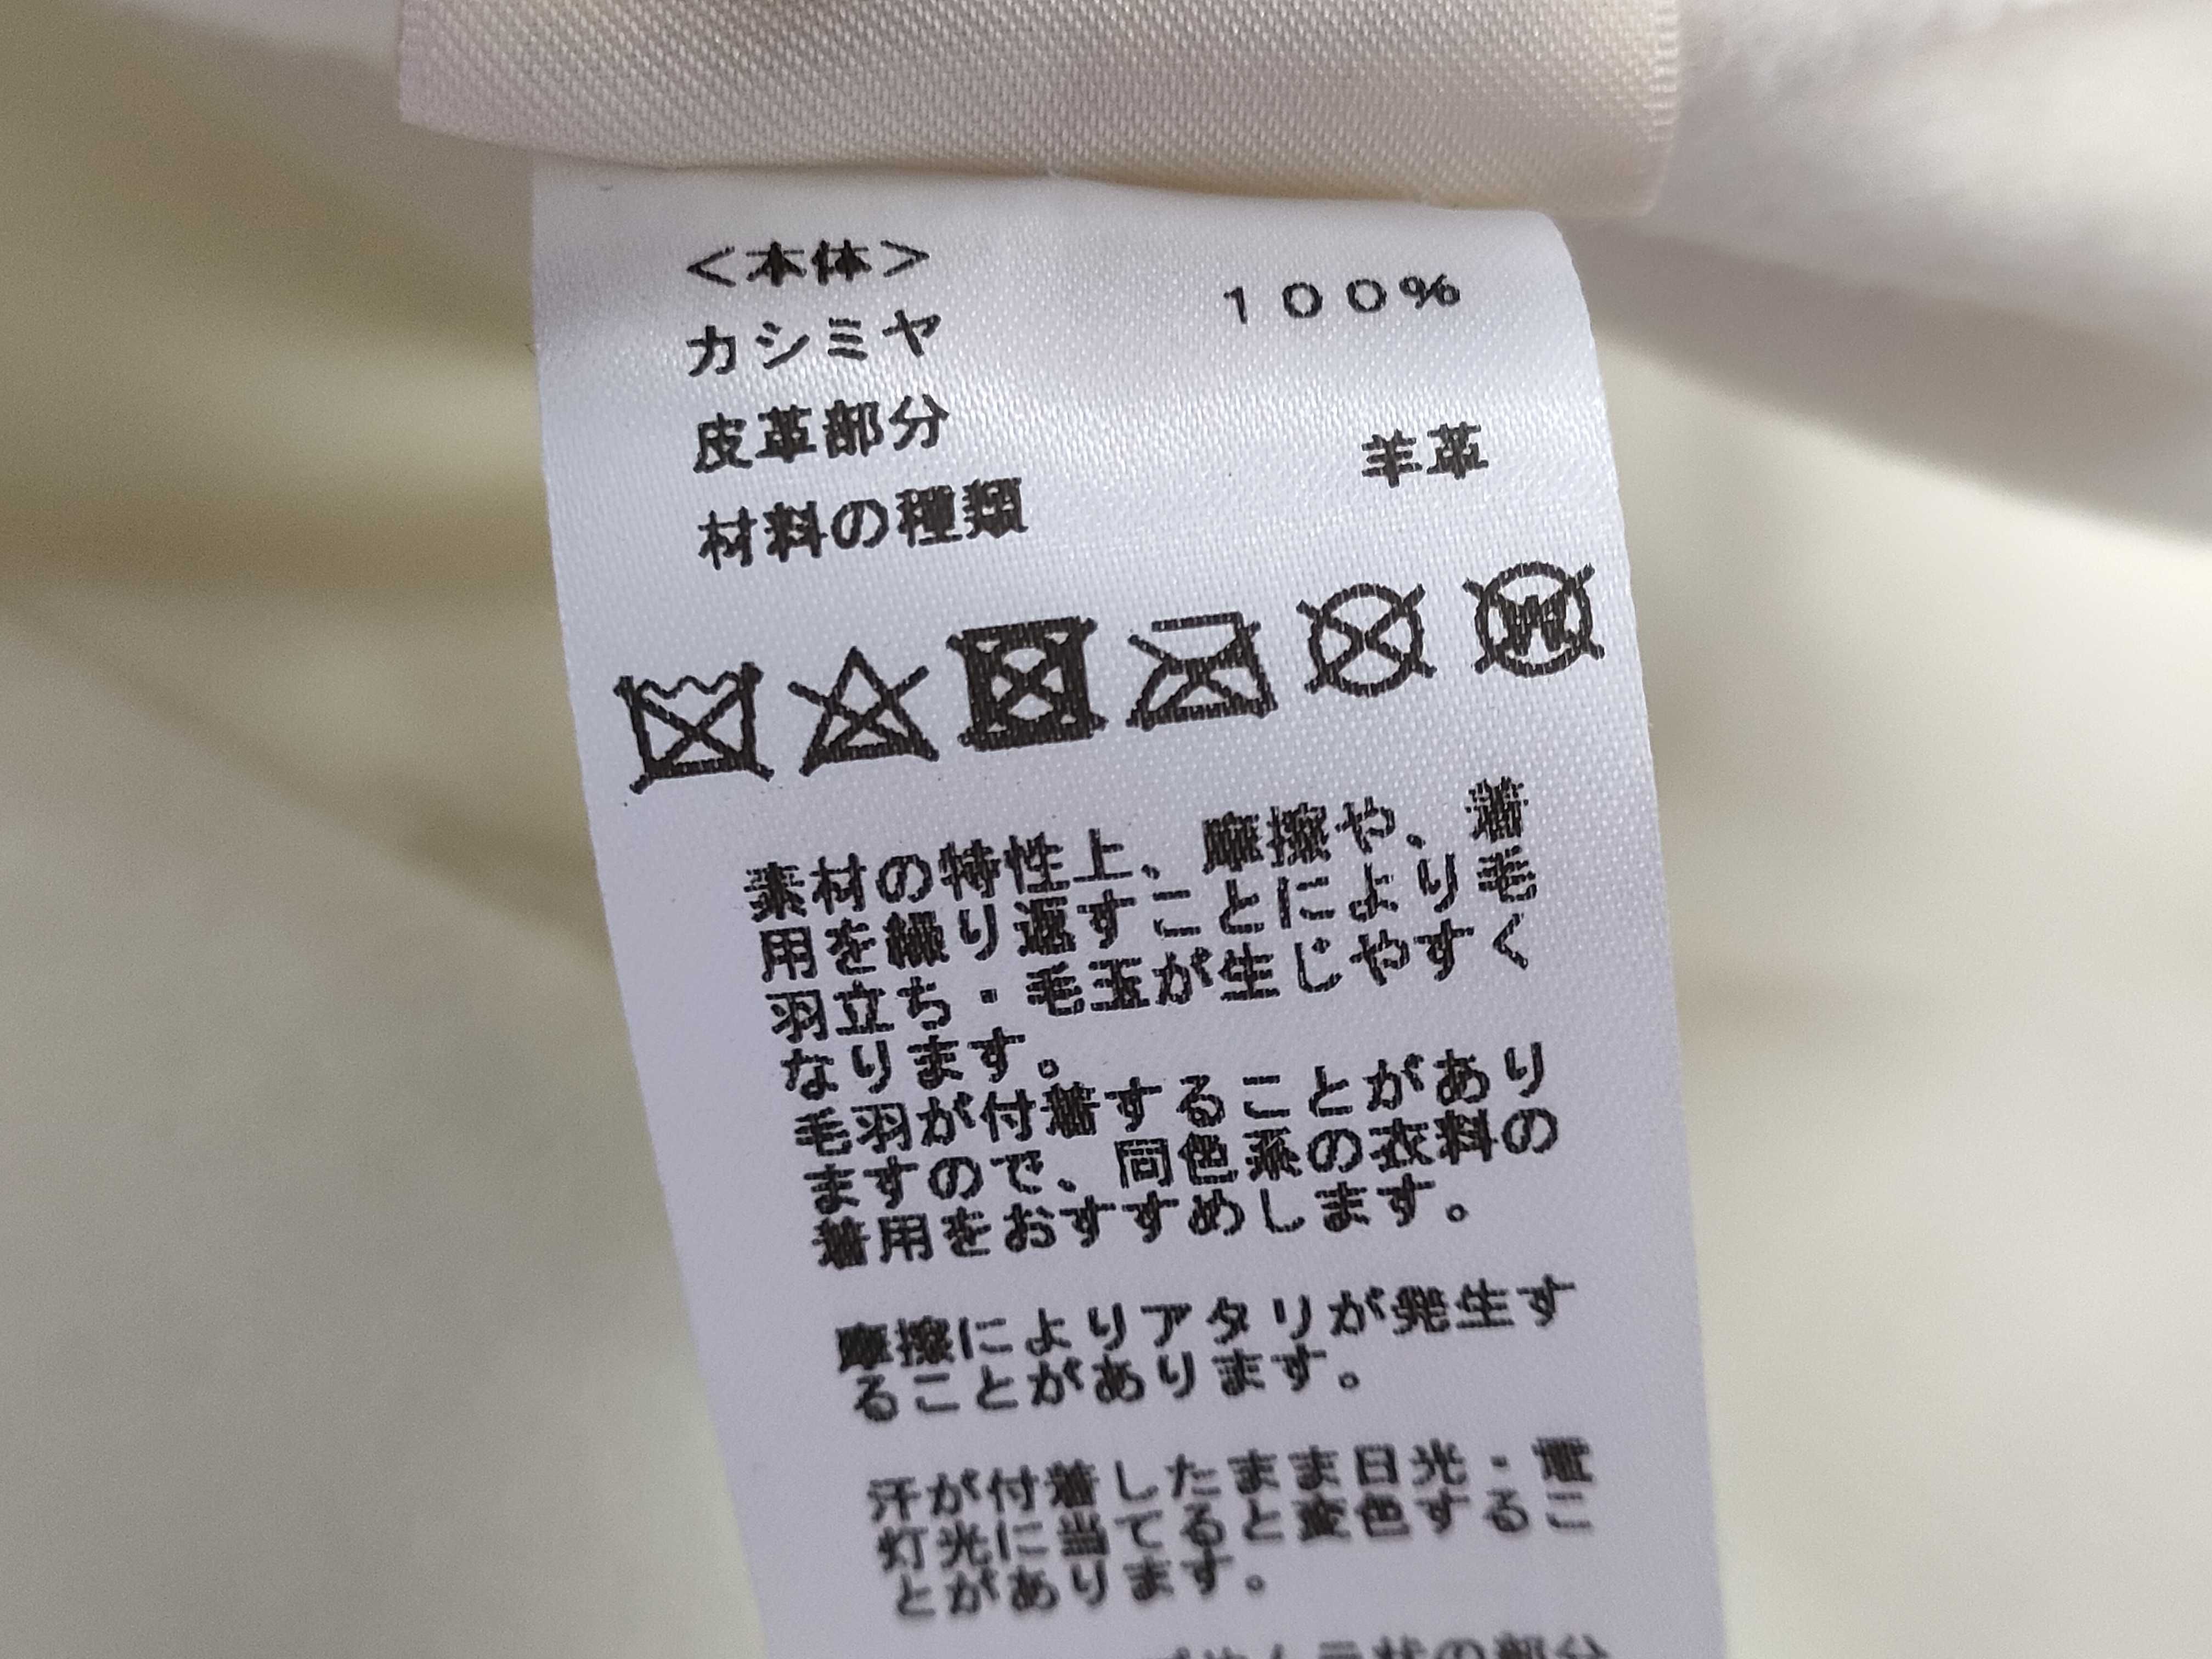 ＜本体＞
カシミヤ １００％
皮革部分
材料の種類 羊革
W
素材の特性上、摩擦や、着
用を繰り返すことにより毛
羽立ち・毛玉が生じやすく
なります。
毛羽が付着することがあり
ますので、同色系の衣料の
着用をおすすめします。
摩擦によりアタリが発生す
ることがあります。
汗が付着したまま日光・電
灯光に当てると変色するこ
とがあります。
の部分